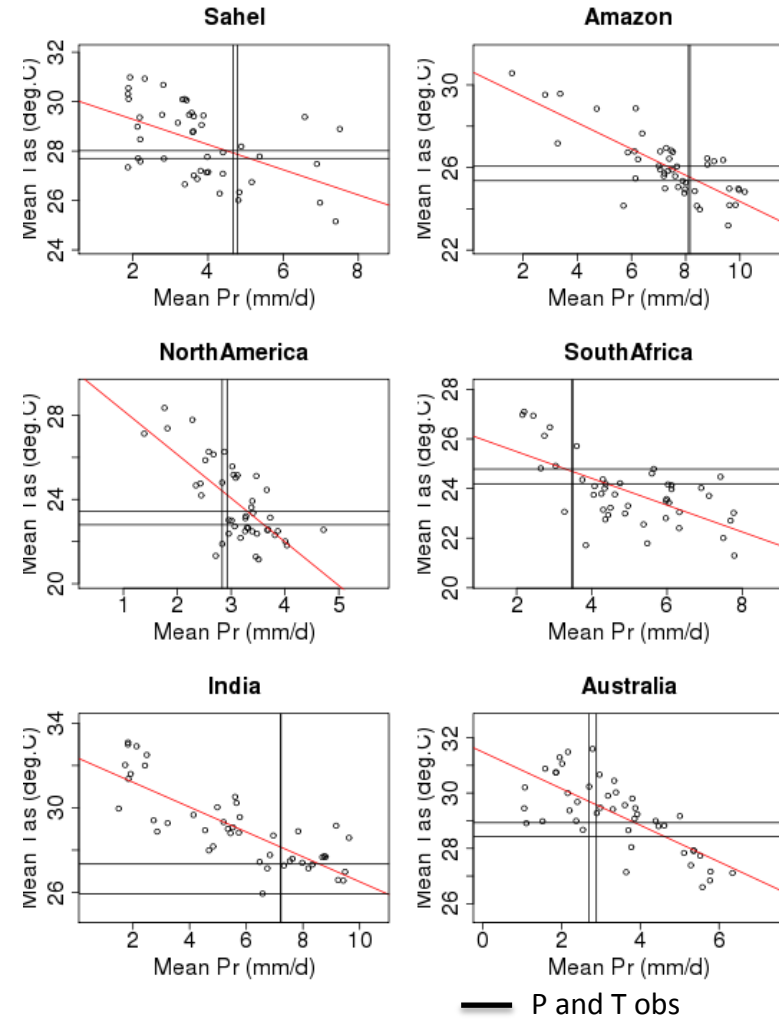 Sahel
Mean Tas (deg.C)
24 26 28 30 32
2 4 6 8
Mean Pr (mm/d)
Amazon
Mean Tas (deg.C)
22 26 30
2 4 6 8 10
Mean Pr (mm/d)
NorthAmerica
Mean Tas (deg.C)
20 24 28
1 2 3 4 5
Mean Pr (mm/d)
SouthAfrica
Mean Tas (deg.C)
20 22 24 26 28
2 4 6 8
Mean Pr (mm/d)
India
Mean Tas (deg.C)
26 30 34
2 4 6 8 10
Mean Pr (mm/d)
Australia
Mean Tas (deg.C)
26 28 30 32
0 2 4 6
Mean Pr (mm/d)
P and T obs